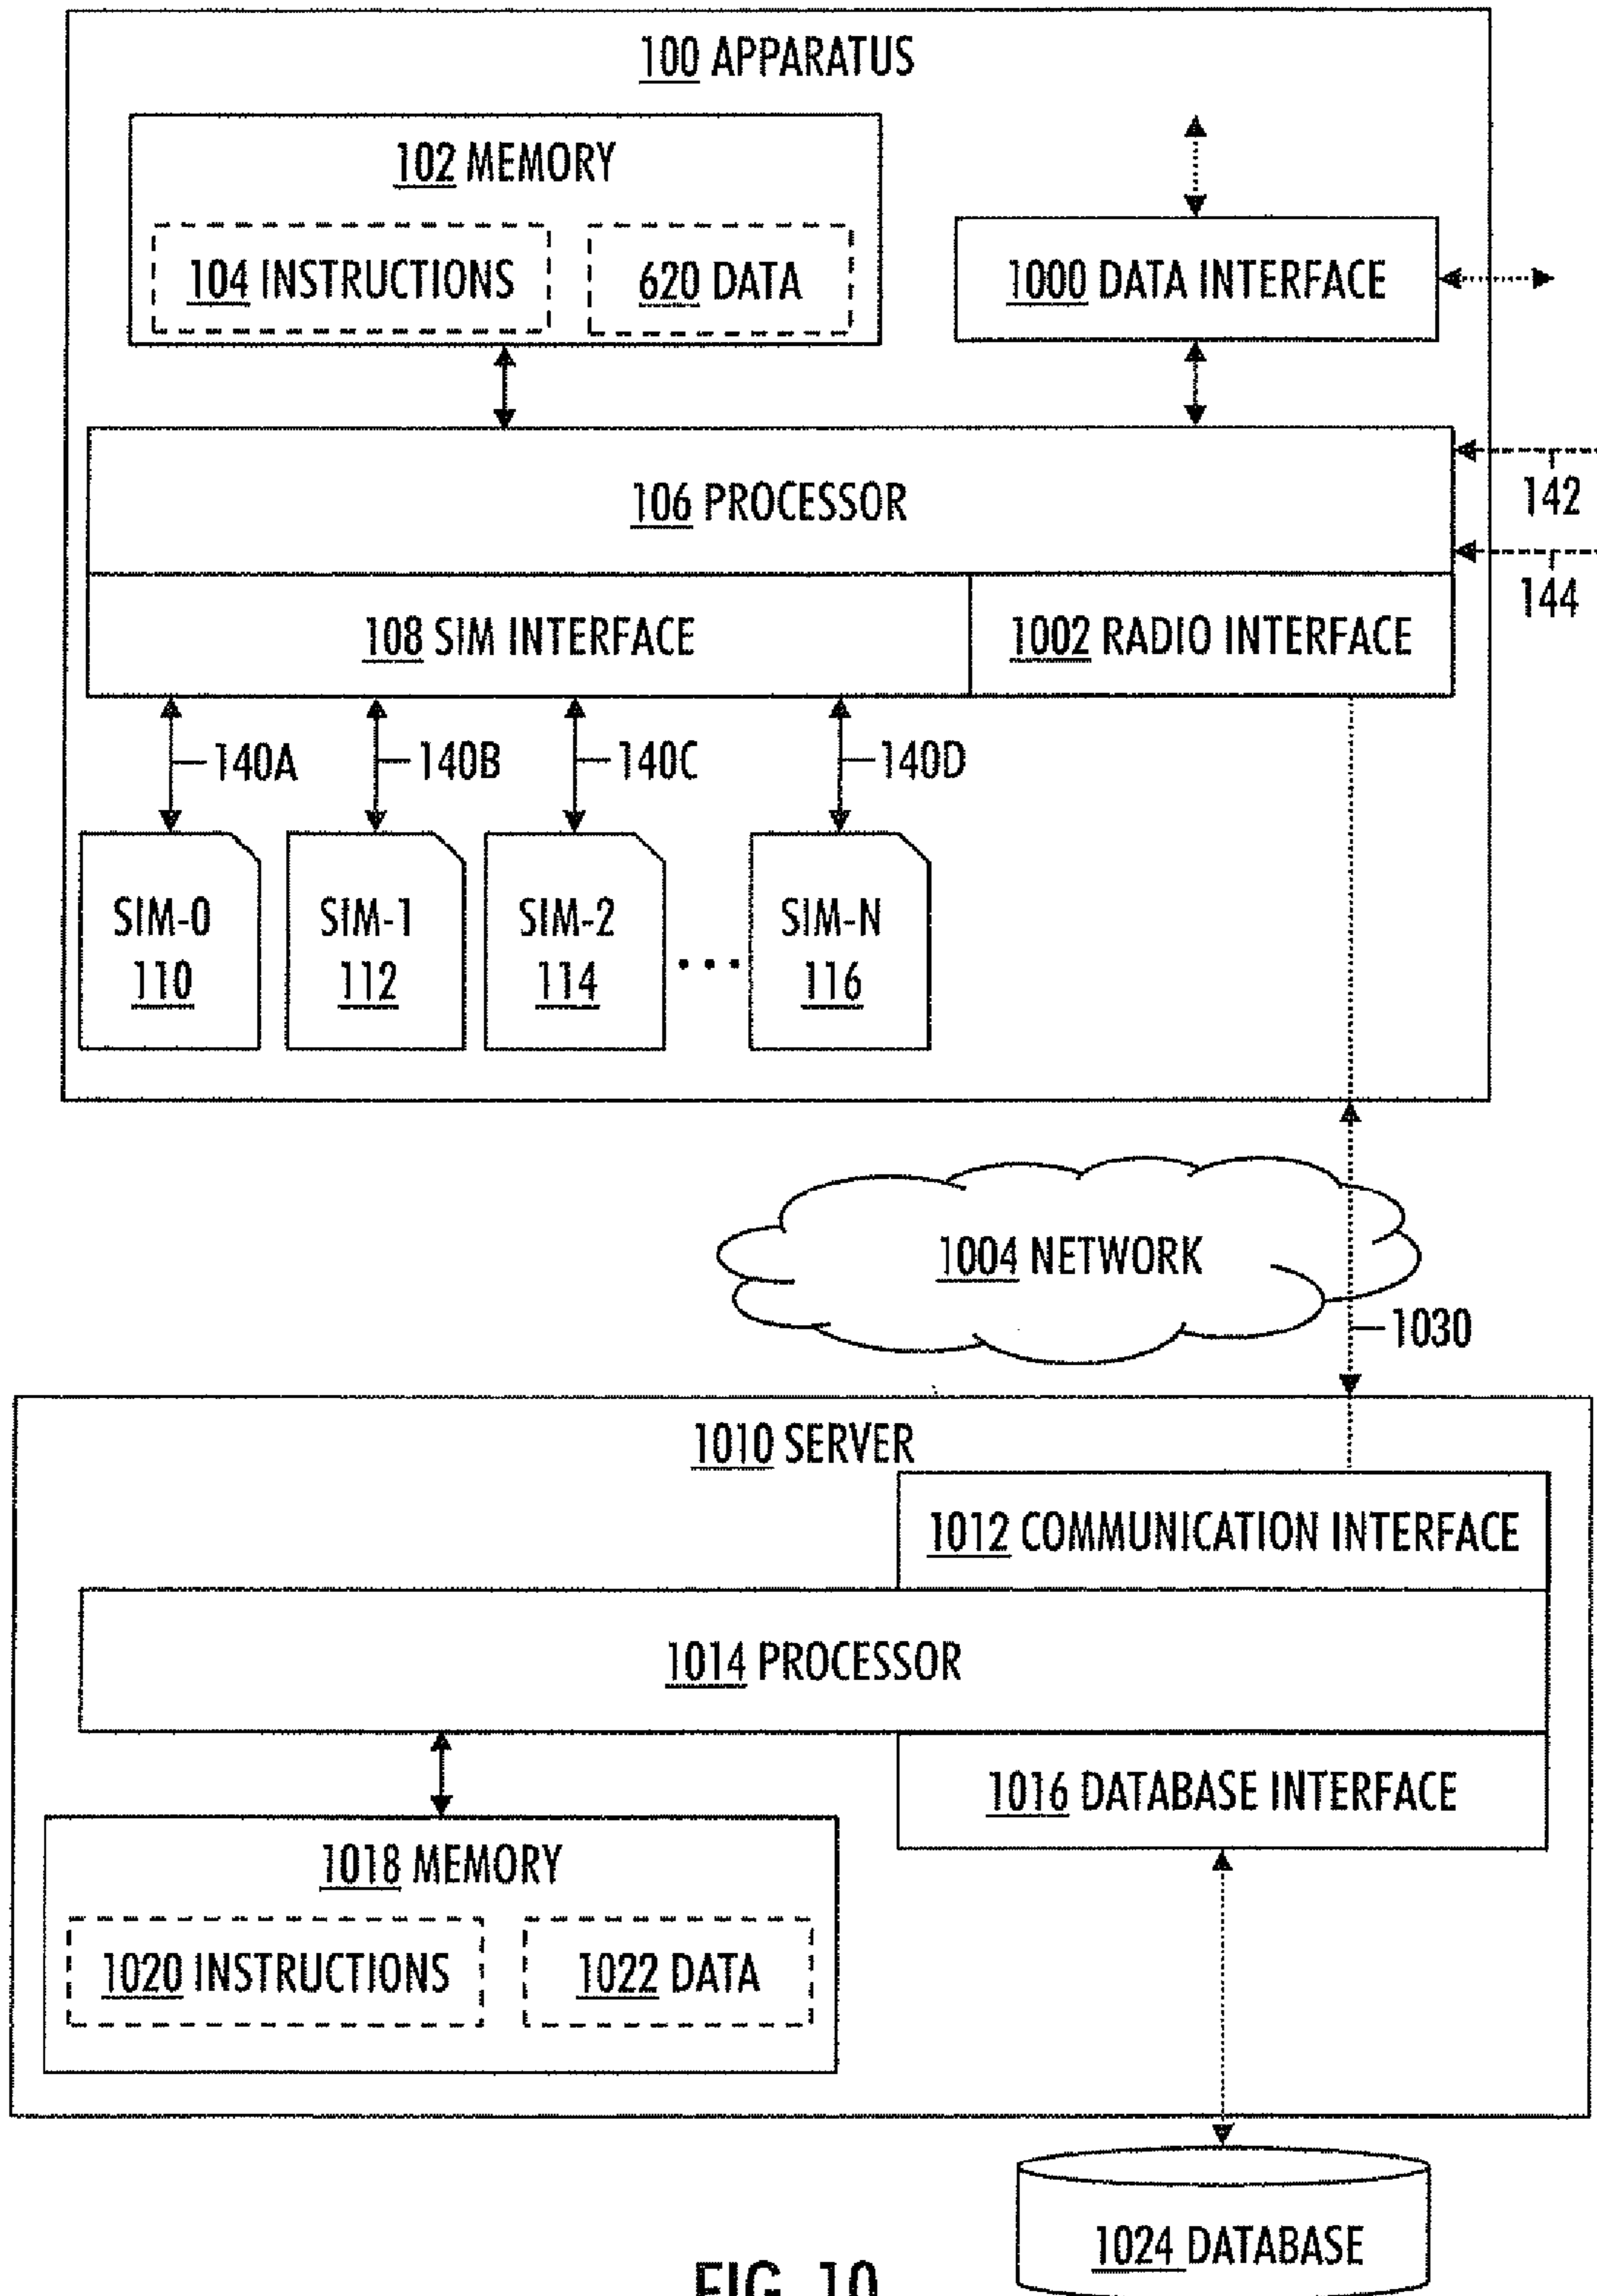 100 APPARATUS
102 MEMORY
104 INSTRUCTIONS
620 DATA
1000 DATA INTERFACE
106 PROCESSOR
142
144
108 SIM INTERFACE
1002 RADIO INTERFACE
140A
140B
140C
140D
SIM-0
110
SIM-1
112
SIM-2
114
...
SIM-N
116
1004 NETWORK
1030
1010 SERVER
1012 COMMUNICATION INTERFACE
1014 PROCESSOR
1016 DATABASE INTERFACE
1018 MEMORY
1020 INSTRUCTIONS
1022 DATA
1024 DATABASE
FIG. 10